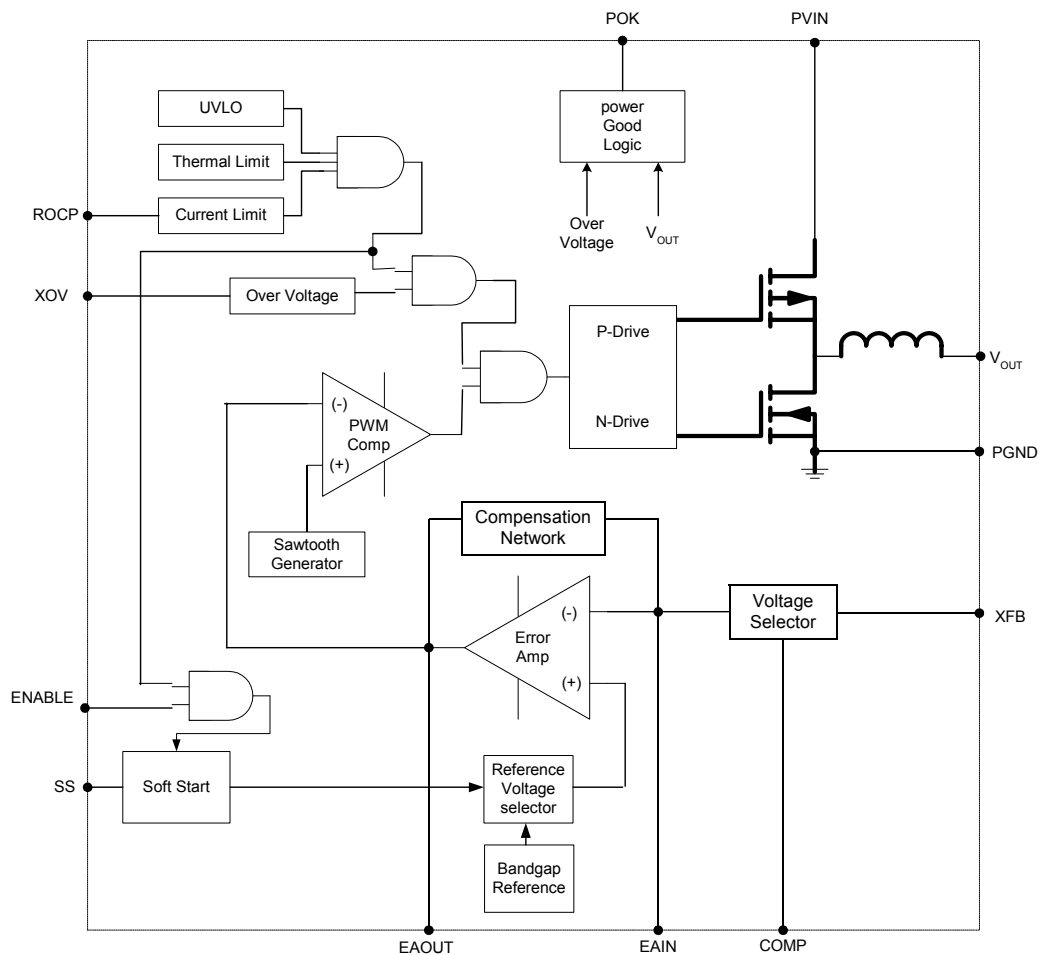 POK
PVIN
UVLO
power
Good
Logic
Thermal Limit
ROCP
Current Limit
Over
Voltage
VOUT
XOV
Over Voltage
P-Drive
VOUT
(-)
PWM
Comp
N-Drive
(+)
PGND
Compensation
Network
Sawtooth
Generator
(-)
Voltage
Selector
XFB
Error
Amp
(+)
ENABLE
SS
Soft Start
Reference
Voltage
selector
Bandgap
Reference
EAOUT
EAIN
COMP